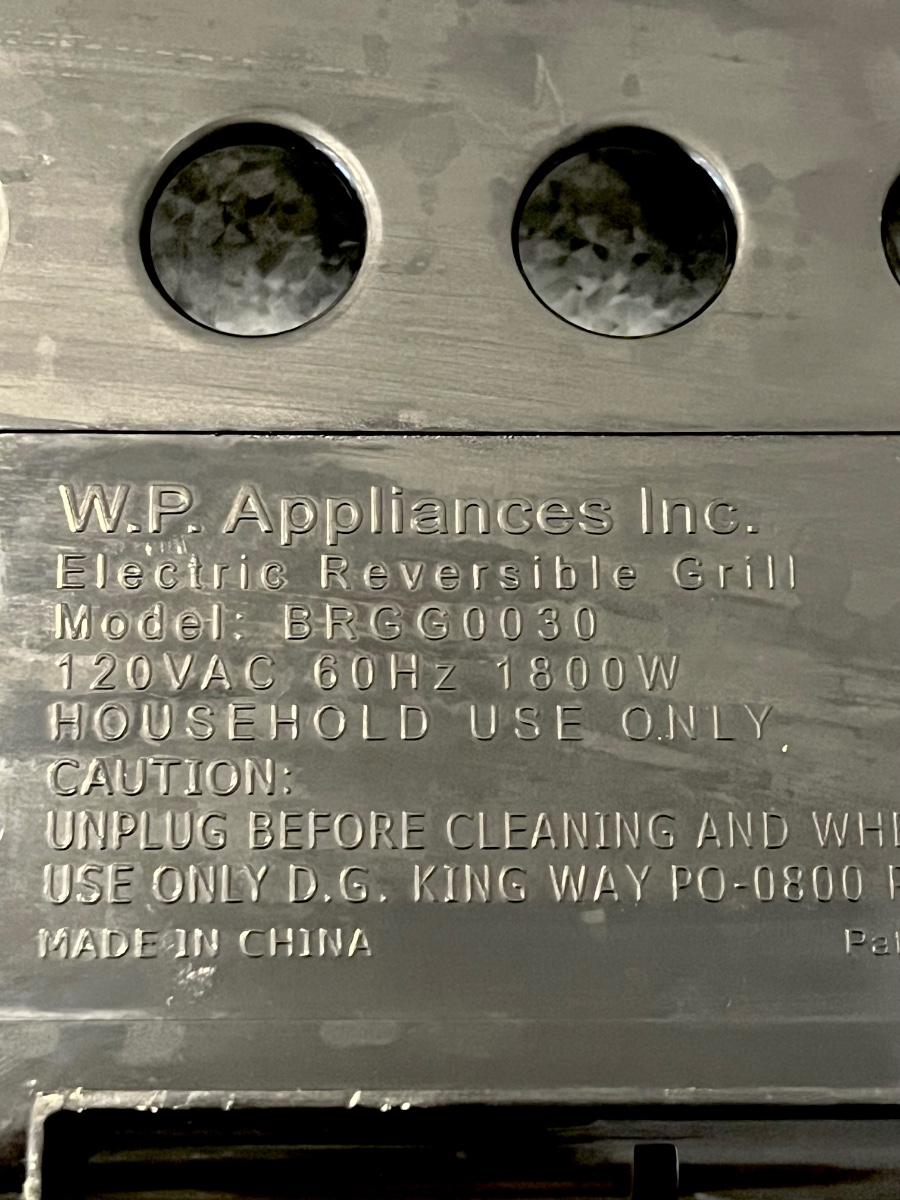 W.P. Appliances Inc.
Electric Reversible Grill
Model: BRGG0030
120VAC 60Hz 1800W
HOUSEHOLD USE ONLY
CAUTION:
UNPLUG BEFORE CLEANING AND
USE ONLY D.G. KING WAY PO-0800
MADE IN CHINA